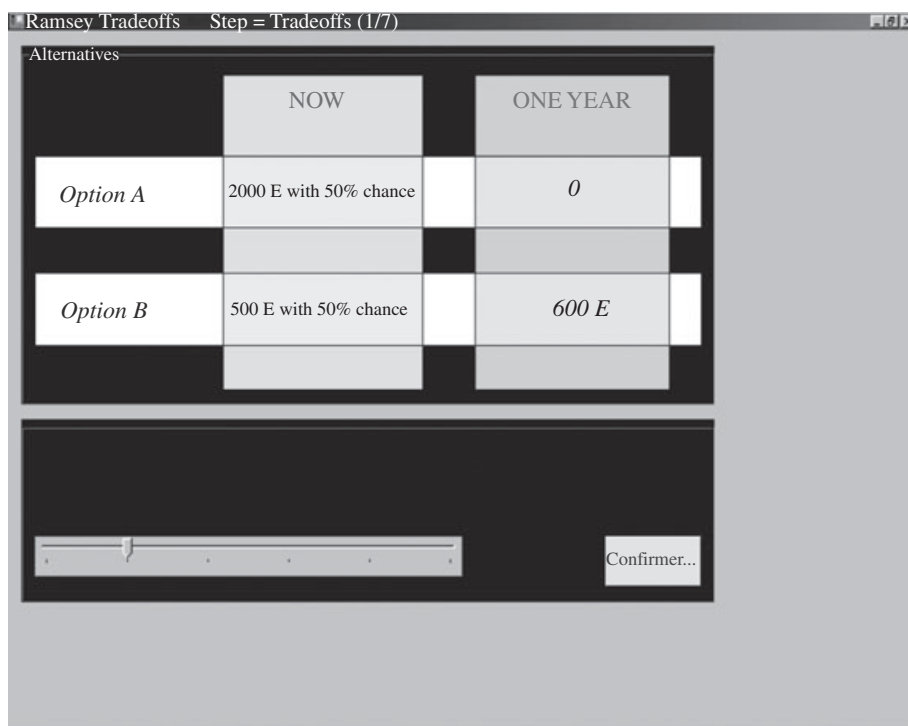 Ramsey Tradeoffs Step = Tradeoffs (1/7)
Alternatives
NOW ONE YEAR
Option A 2000 E with 50% chance 0
Option B 500 E with 50% chance 600 E
Confirmer...